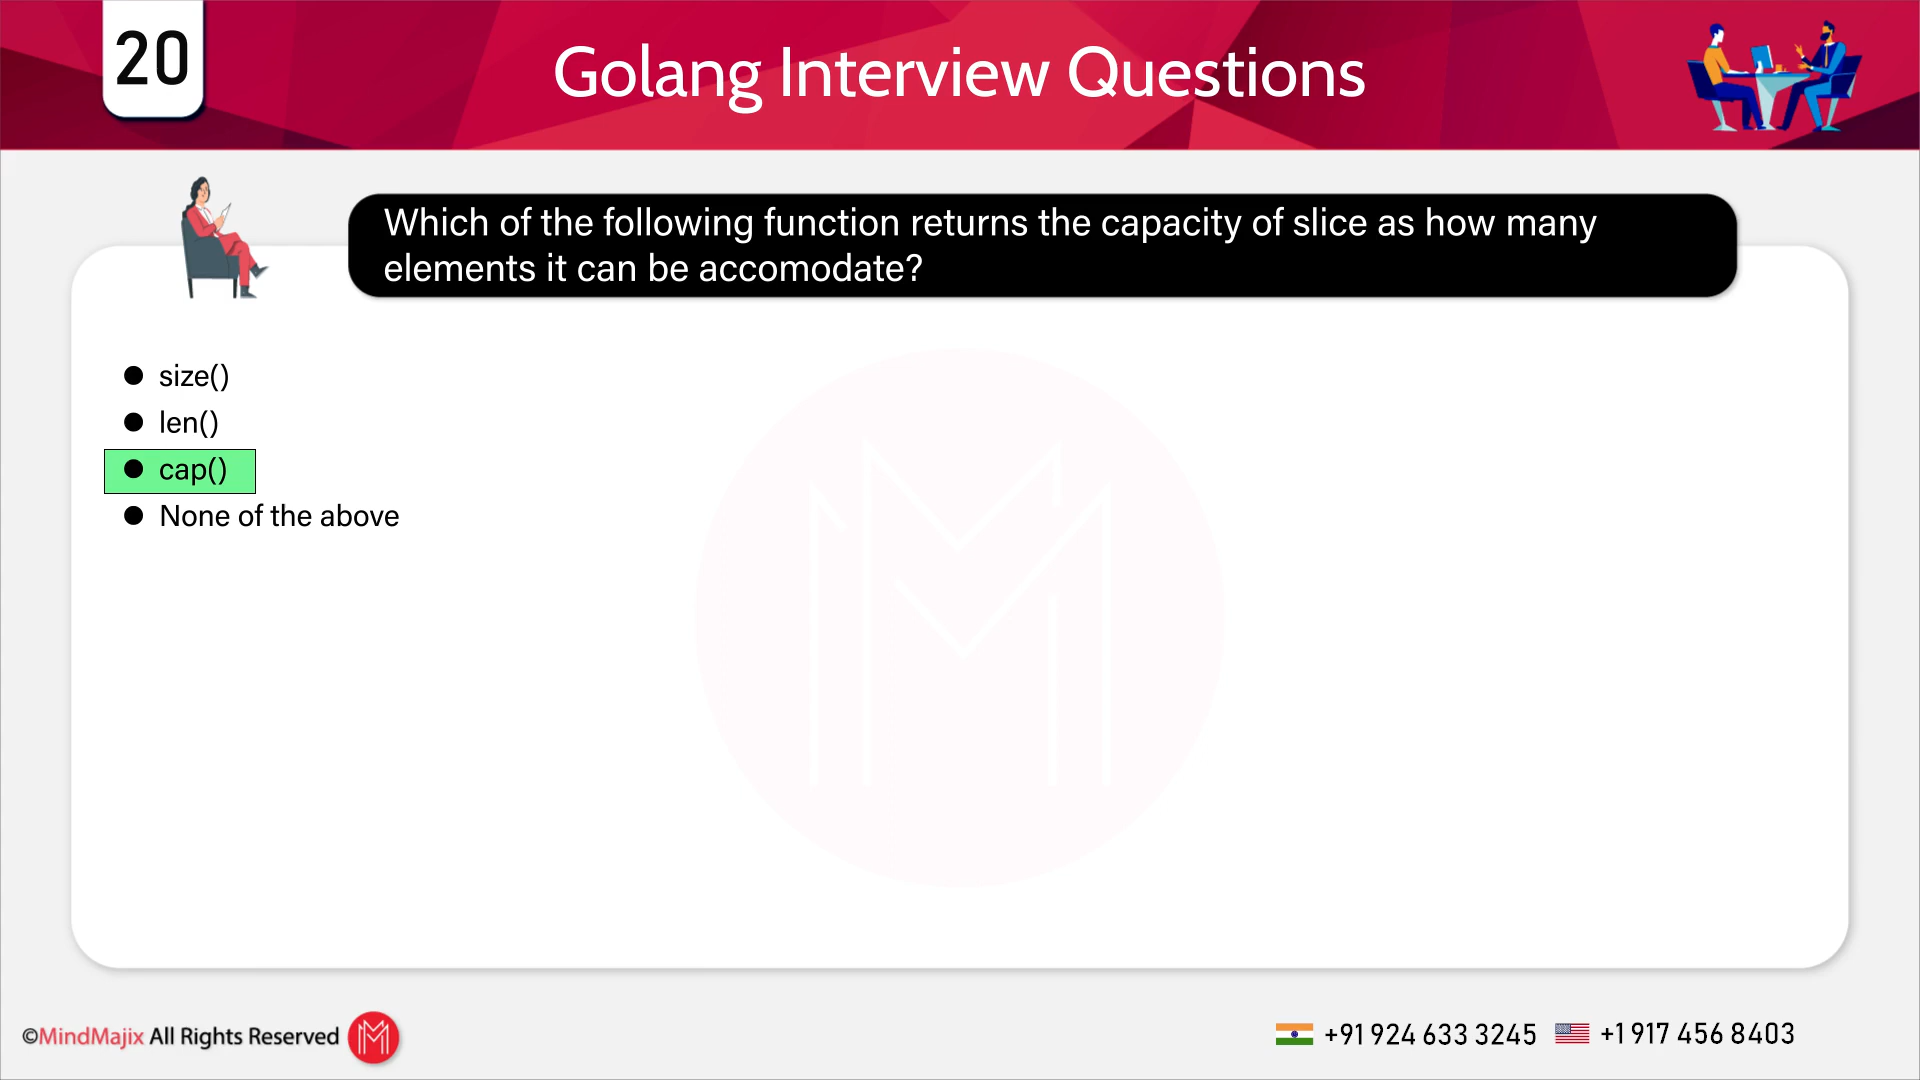 20
Golang Interview Questions
Which of the following function returns the capacity of slice as how many
elements it can be accomodate?
● size()
● len()
● cap()
● None of the above
©MindMajix All Rights Reserved
+91 924 633 3245 +1 917 456 8403